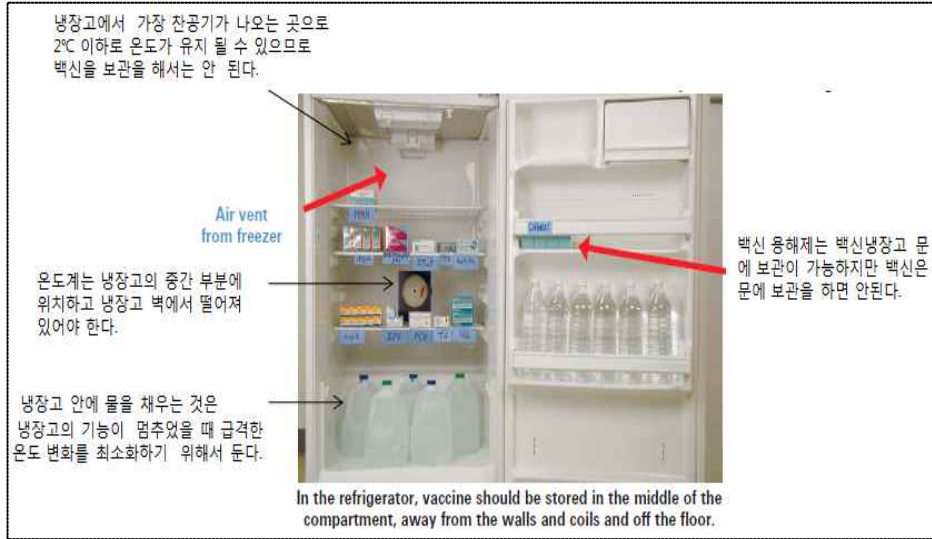 냉장고에서 가장 찬공기가 나오는 곳으로
2℃ 이하로 온도가 유지 될 수 있으므로
백신을 보관을 해서는 안 된다.
Air vent
from freezer
온도계는 냉장고의 중간 부분에
위치하고 냉장고 벽에서 떨어져
있어야 한다.
백신 용해제는 백신냉장고 문
에 보관이 가능하지만 백신은
문에 보관을 하면 안된다.
냉장고 안에 물을 채우는 것은
냉장고의 기능이 멈추었을 때 급격한
온도 변화를 최소화하기 위해서 둔다.
In the refrigerator, vaccine should be stored in the middle of the
compartment, away from the walls and coils and off the floor.